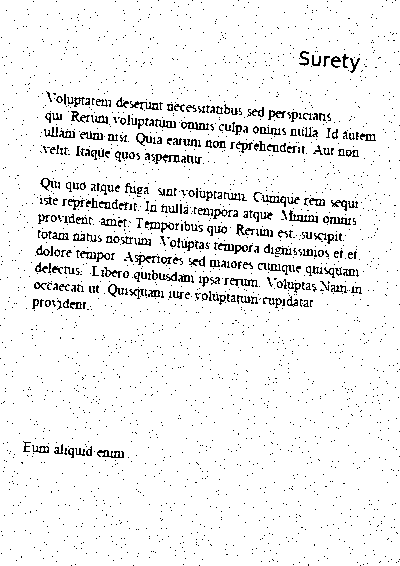 Surety
Voluptatem deserunt necessitatibus sed perspiciatis
qui. Rerum voluptatum omnis culpa omnis nulla. Id autem
ullam eum nisi. Quia earum non reprehenderit. Aut non
velit. Itaque quos aspernatur.
Qui quo atque fuga sint voluptatum. Cumque rem sequi
iste reprehenderit. In nulla tempora atque. Minim omnis
provident, amet. Temporibus quo. Rerum est, suscipit
totam natus nostrum. Voluptas tempora dignissimos et et
dolore tempor. Asperiores sed maiores cumque quisquam
delectus. Libero quibusdam ipsa rerum. Voluptas Nam in
occaecati ut. Quisquam iure voluptatum cupidatat
provident.
Eum aliquid enim